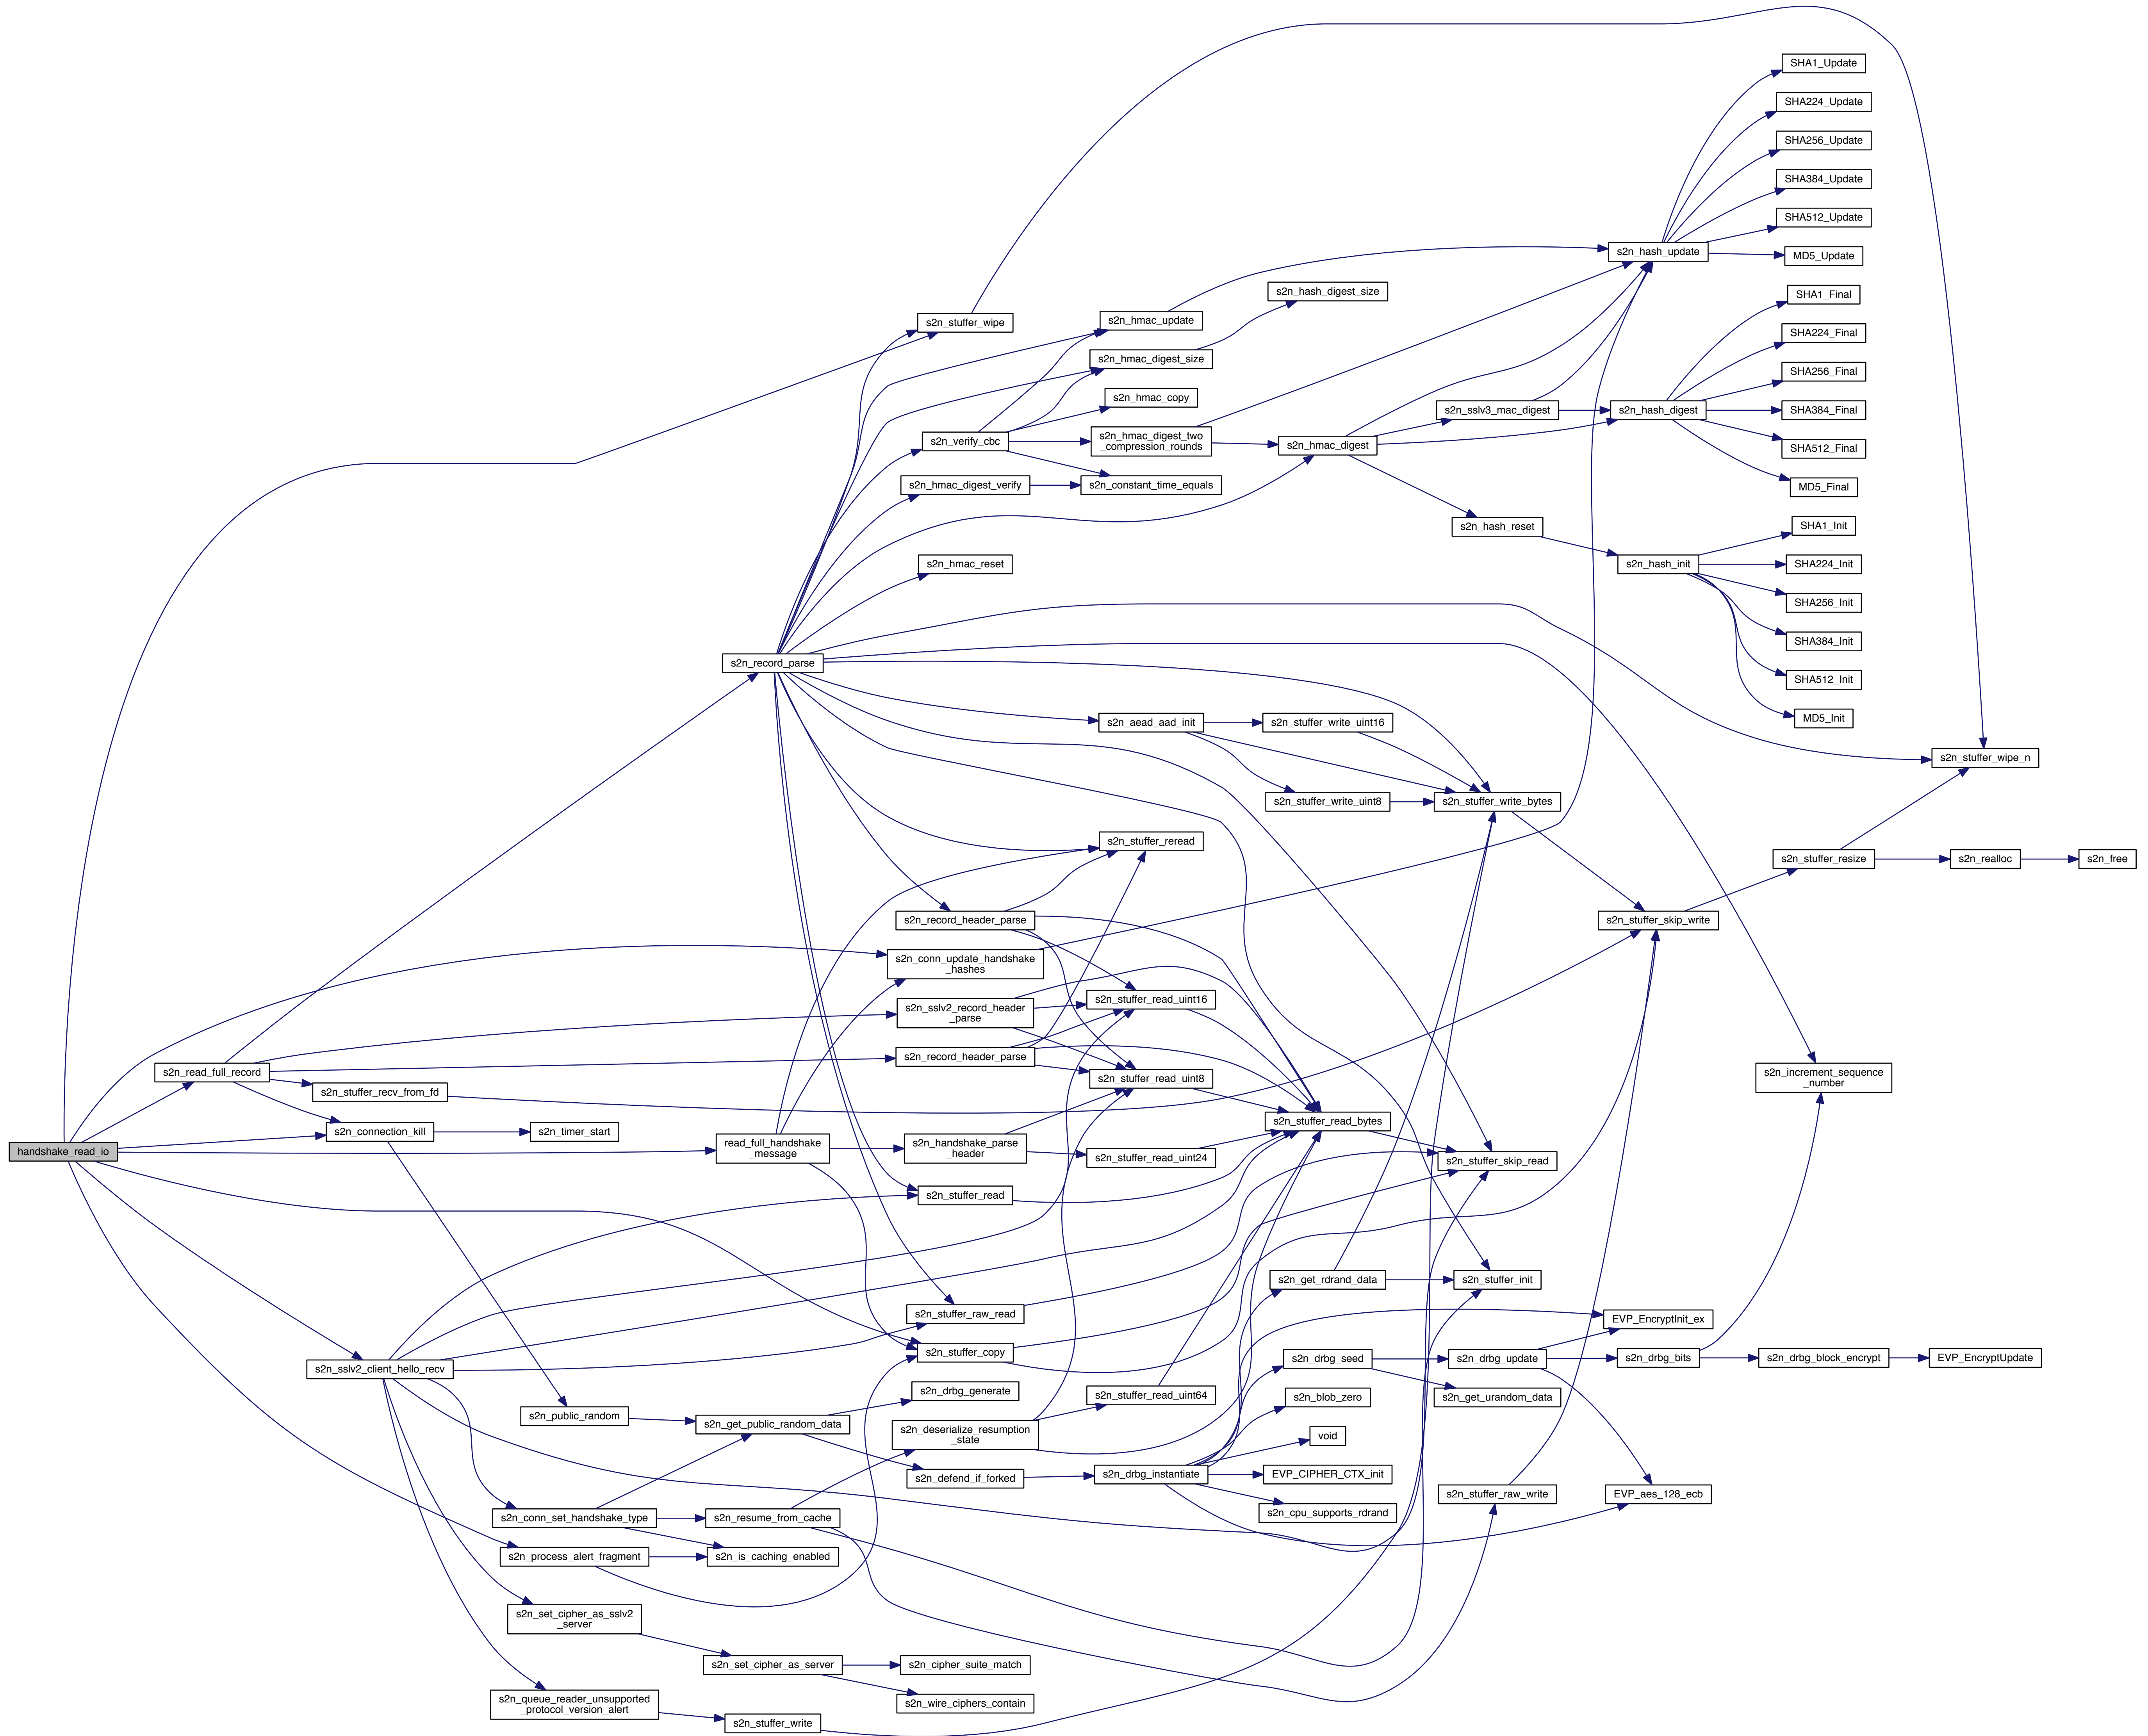 SHA1_Update
SHA224_Update
SHA256_Update
SHA384_Update
SHA512_Update
s2n_hash_update
MD5_Update
s2n_hash_digest_size
SHA1_Final
s2n_stuffer_wipe
s2n_hmac_update
SHA224_Final
s2n_hmac_digest_size
SHA256_Final
s2n_hmac_copy
s2n_sslv3_mac_digest
s2n_hash_digest
SHA384_Final
s2n_verify_cbc
s2n_hmac_digest_two
_compression_rounds
s2n_hmac_digest
SHA512_Final
s2n_hmac_digest_verify
s2n_constant_time_equals
MD5_Final
s2n_hash_reset
SHA1_Init
s2n_hmac_reset
s2n_hash_init
SHA224_Init
SHA256_Init
SHA384_Init
s2n_record_parse
SHA512_Init
MD5_Init
s2n_aead_aad_init
s2n_stuffer_write_uint16
s2n_stuffer_wipe_n
s2n_stuffer_write_uint8
s2n_stuffer_write_bytes
s2n_stuffer_reread
s2n_stuffer_resize
s2n_realloc
s2n_free
s2n_record_header_parse
s2n_stuffer_skip_write
s2n_conn_update_handshake
_hashes
s2n_stuffer_read_uint16
s2n_sslv2_record_header
_parse
s2n_record_header_parse
s2n_read_full_record
s2n_stuffer_read_uint8
s2n_increment_sequence
_number
s2n_stuffer_recv_from_fd
s2n_stuffer_read_bytes
s2n_connection_kill
s2n_timer_start
handshake_read_io
read_full_handshake
_message
s2n_handshake_parse
_header
s2n_stuffer_read_uint24
s2n_stuffer_skip_read
s2n_stuffer_read
s2n_get_rdrand_data
s2n_stuffer_init
s2n_stuffer_raw_read
EVP_EncryptInit_ex
s2n_stuffer_copy
s2n_drbg_seed
s2n_drbg_update
s2n_drbg_bits
s2n_drbg_block_encrypt
EVP_EncryptUpdate
s2n_sslv2_client_hello_recv
s2n_drbg_generate
s2n_stuffer_read_uint64
s2n_blob_zero
s2n_get_urandom_data
s2n_public_random
s2n_get_public_random_data
s2n_deserialize_resumption
_state
void
s2n_defend_if_forked
s2n_drbg_instantiate
EVP_CIPHER_CTX_init
s2n_stuffer_raw_write
EVP_aes_128_ecb
s2n_cpu_supports_rdrand
s2n_conn_set_handshake_type
s2n_resume_from_cache
s2n_process_alert_fragment
s2n_is_caching_enabled
s2n_set_cipher_as_sslv2
_server
s2n_set_cipher_as_server
s2n_cipher_suite_match
s2n_wire_ciphers_contain
s2n_queue_reader_unsupported
_protocol_version_alert
s2n_stuffer_write